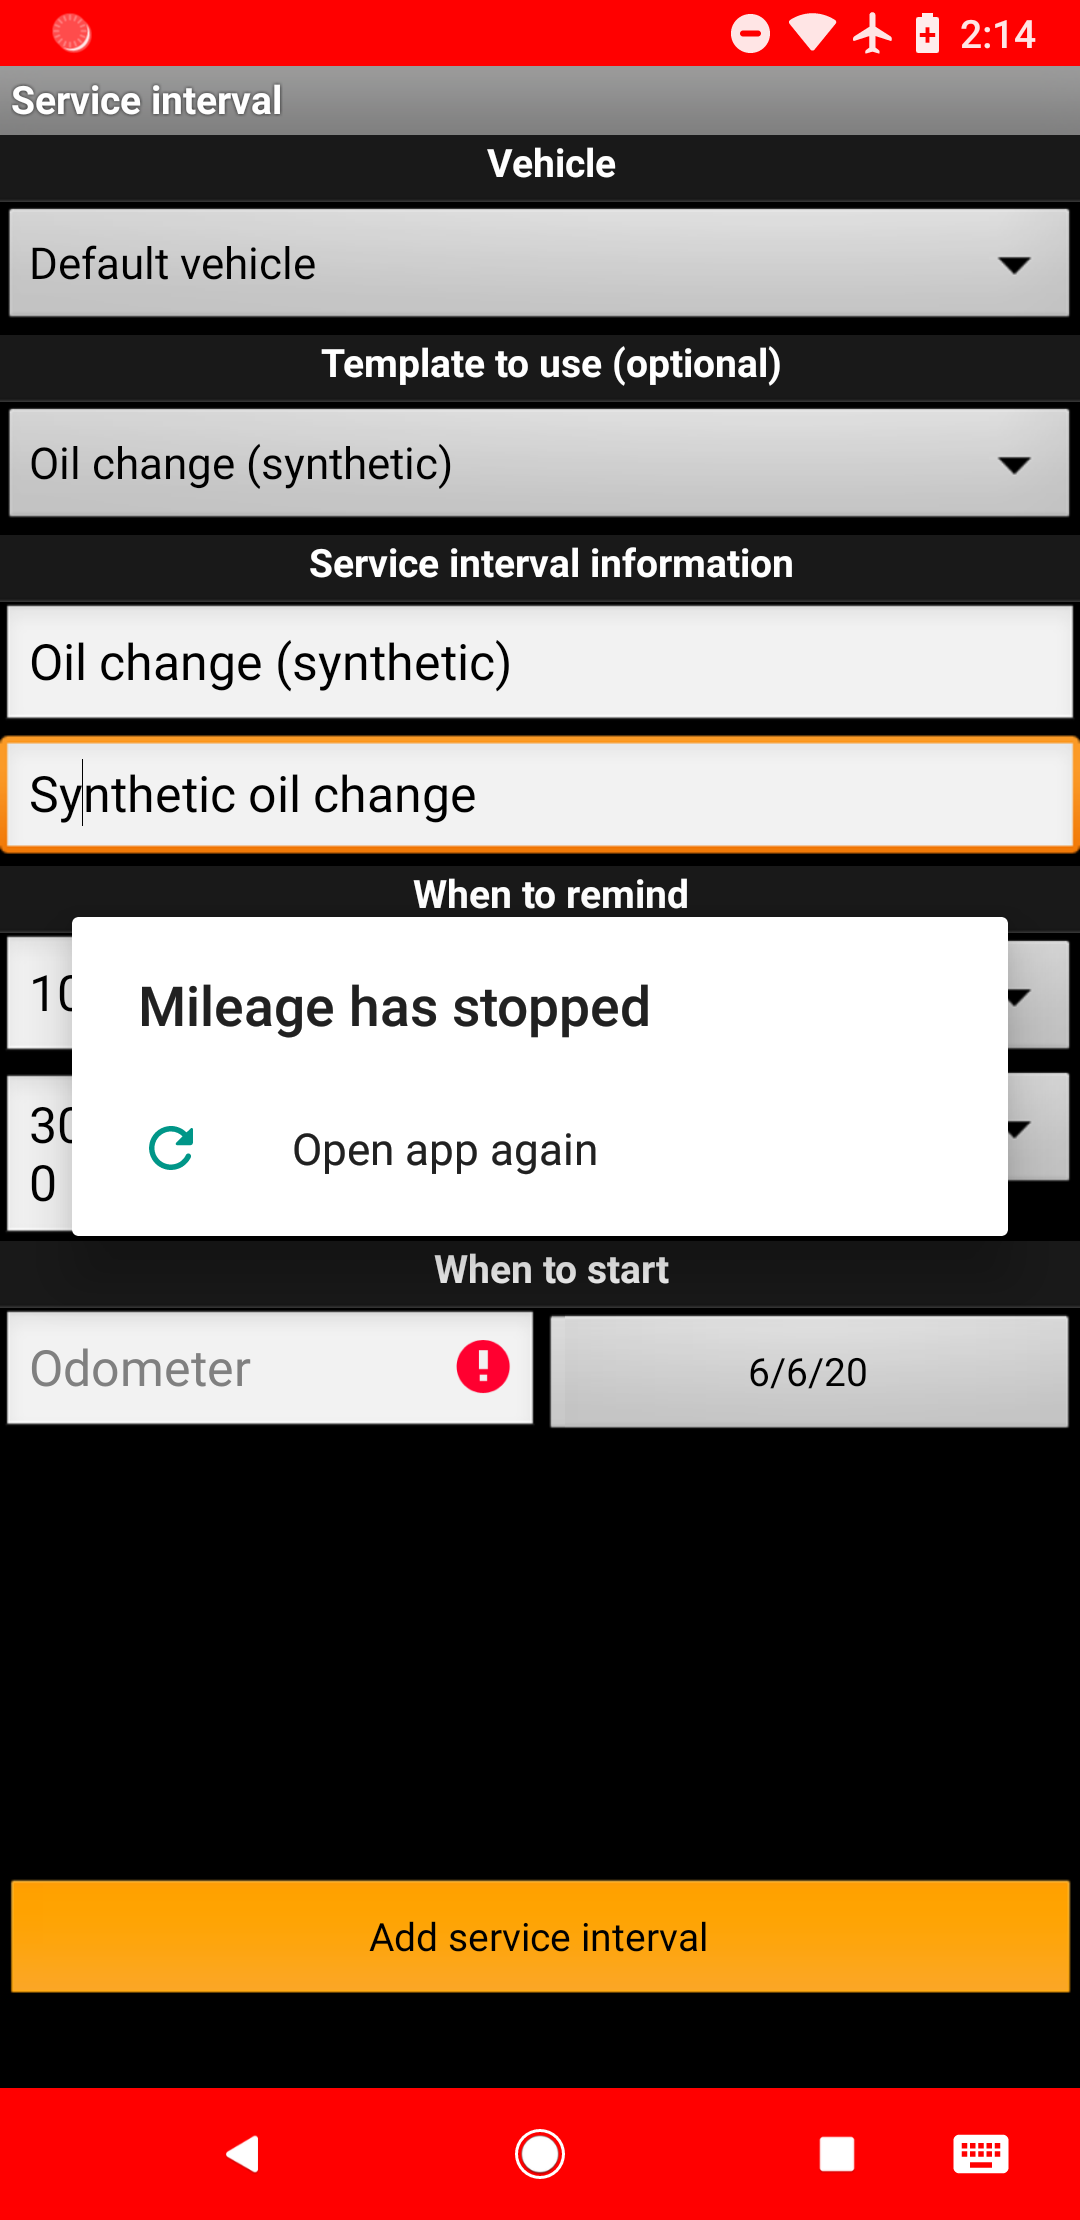 2:14
Service interval
Vehicle
Default vehicle
Template to use (optional)
Oil change (synthetic)
Service interval information
Oil change (synthetic)
Synthetic oil change
When to remind
Mileage has stopped
Open app again
30
0
When to start
Odometer
6/6/20
Add service interval